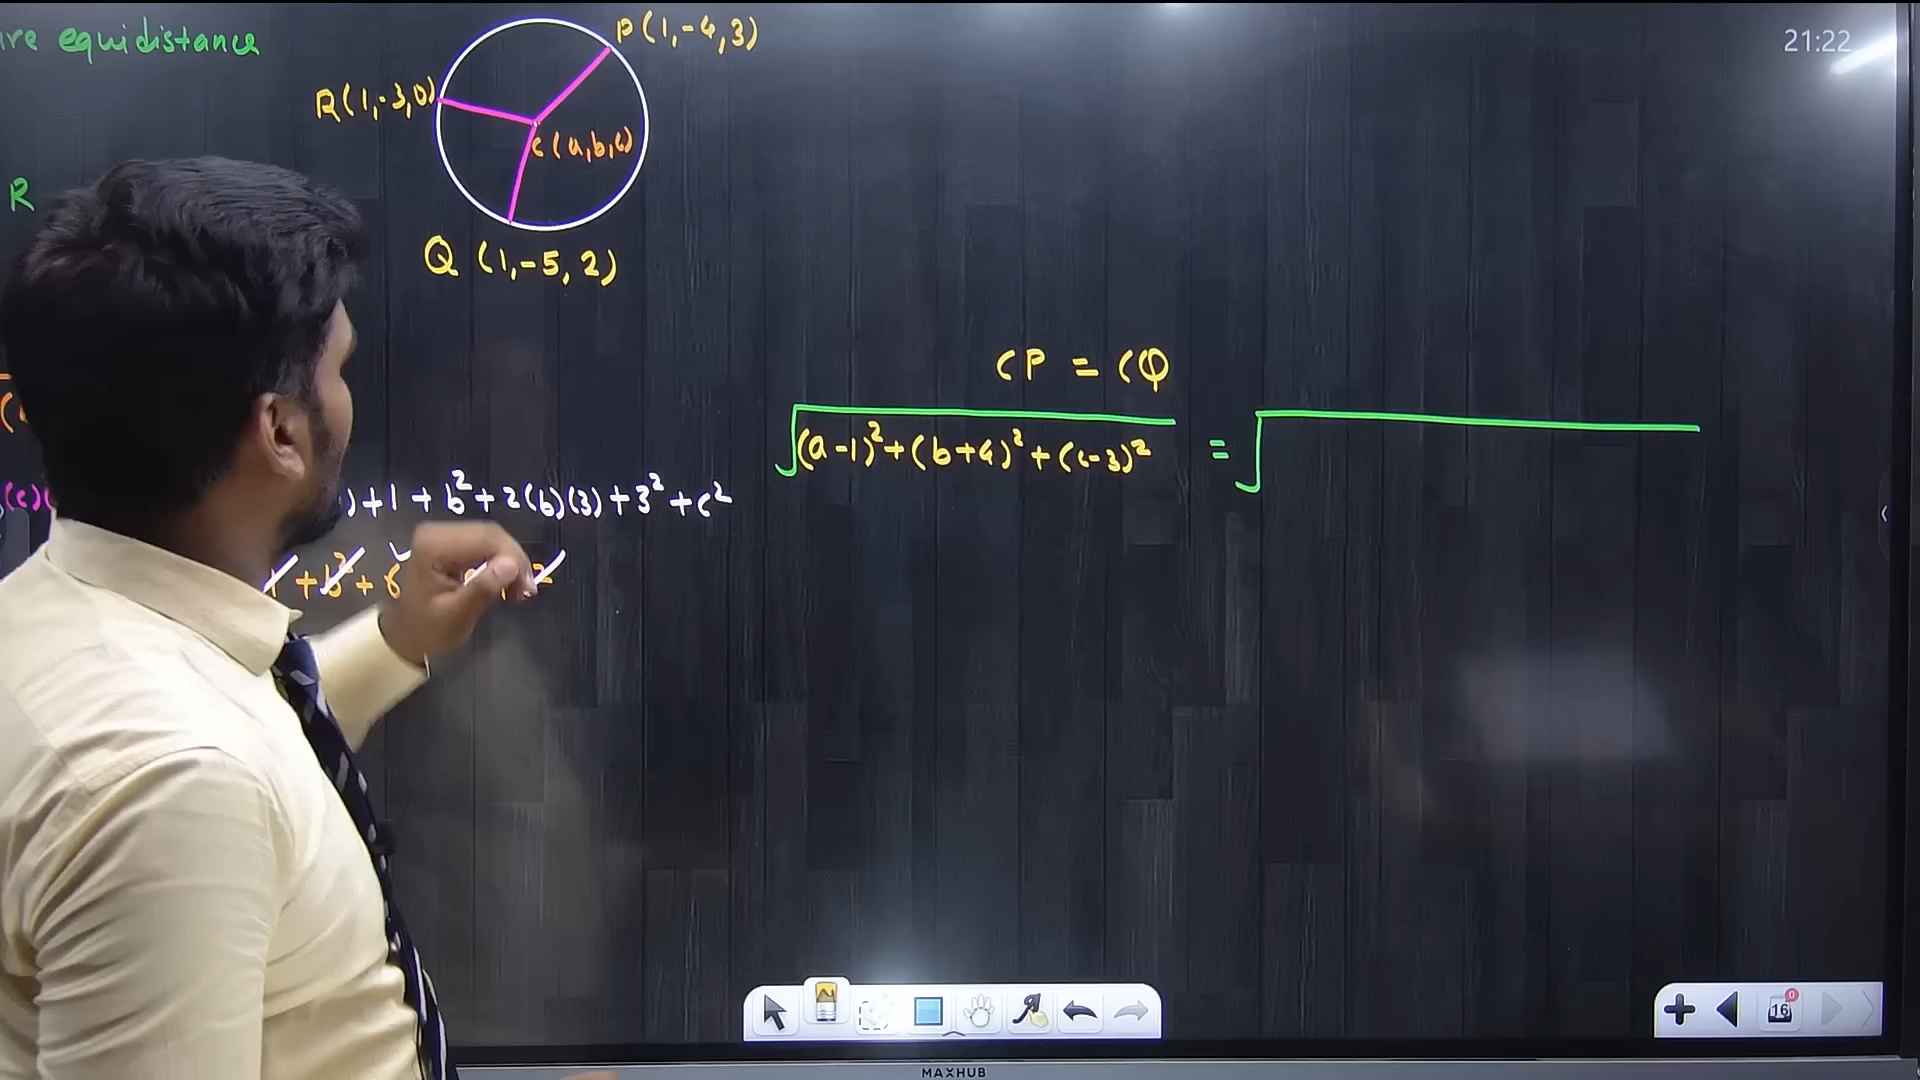 are equidistance
P(1,-4,3)
21:22
R(1,-3,0)
C(a,b,c)
R
Q (1,-5,2)
CP = CQ
√(a-1)²+(b+4)²+(c-3)² = √
(c)
)+1+b²+2(b)(3)+3²+c²
+b²+
16
MAXHUB